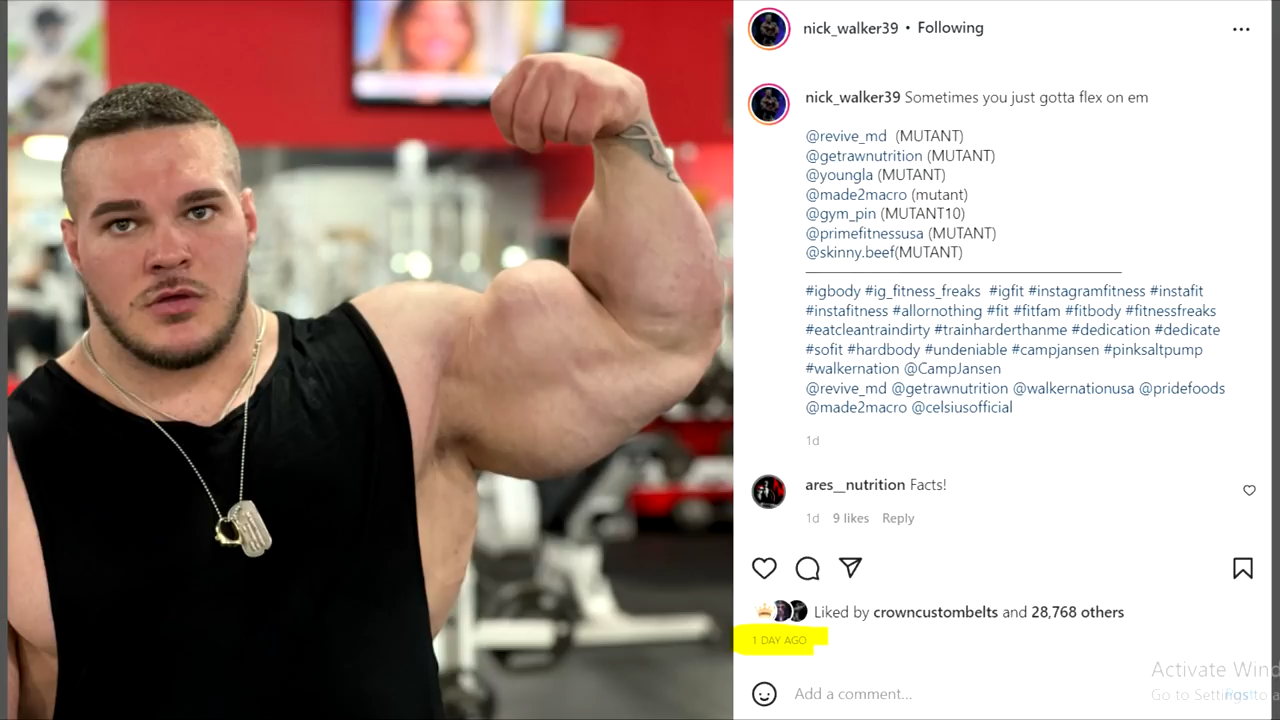 nick_walker39 • Following
nick_walker39 Sometimes you just gotta flex on em
@revive_md (MUTANT)
@getrawnutrition (MUTANT)
@youngla (MUTANT)
@made2macro (mutant)
@gym_pin (MUTANT10)
@primefitnessusa (MUTANT)
@skinny.beef(MUTANT)
#igbody #ig_fitness_freaks #igfit #instagramfitness #instafit
#instafitness #allornothing #fit #fitfam #fitbody #fitnessfreaks
#eatcleantraindirty #trainharderthanme #dedication #dedicate
#sofit #hardbody #undeniable #campjansen #pinksaltpump
#walkernation @CampJansen
@revive_md @getrawnutrition @walkernationusa @pridefoods
@made2macro @celsiusofficial
1d
ares__nutrition Facts!
1d 9 likes Reply
Liked by crowncustombelts and 28,768 others
1 DAY AGO
Activate Wind
Add a comment...
Go to Settings to a